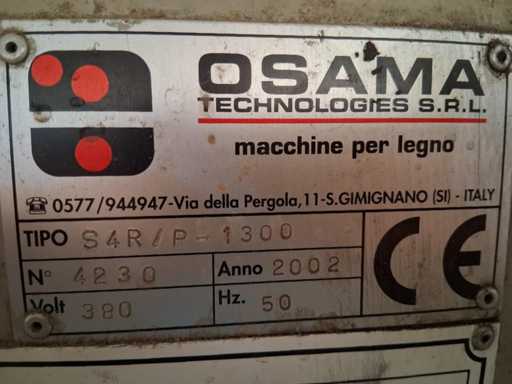 OSAMA
TECHNOLOGIES S.R.L.
macchine per legno
☎ 0577/944947-Via della Pergola,11-S.GIMIGNANO (SI) - ITALY
TIPO S4R/P-1300
N° 4230 Anno 2002
Volt 380 Hz. 50
CE